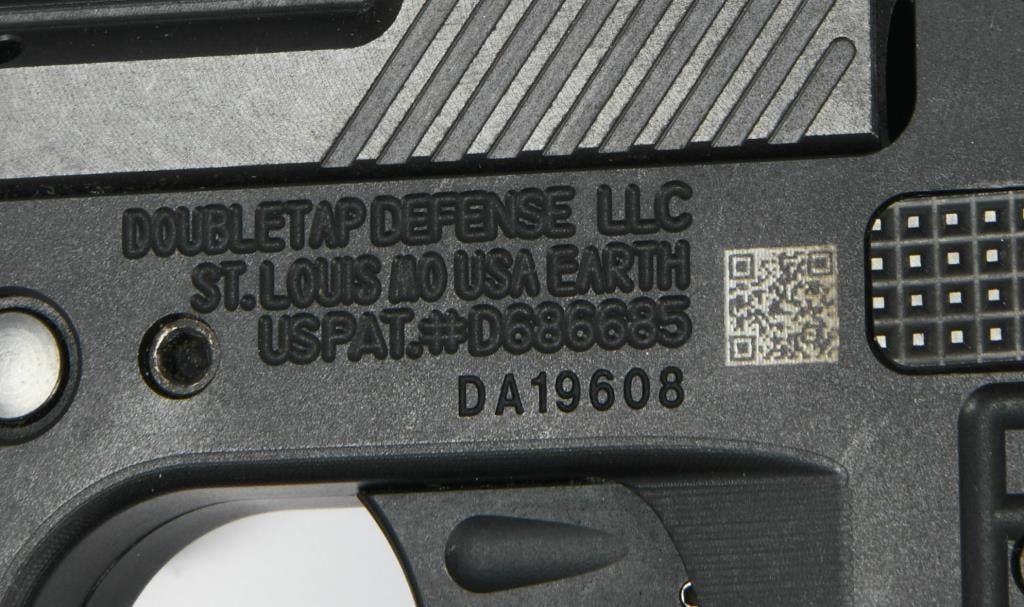 DOUBLETAP DEFENSE LLC
ST. LOUIS MO USA EARTH
USPAT.#D686685
DA19608